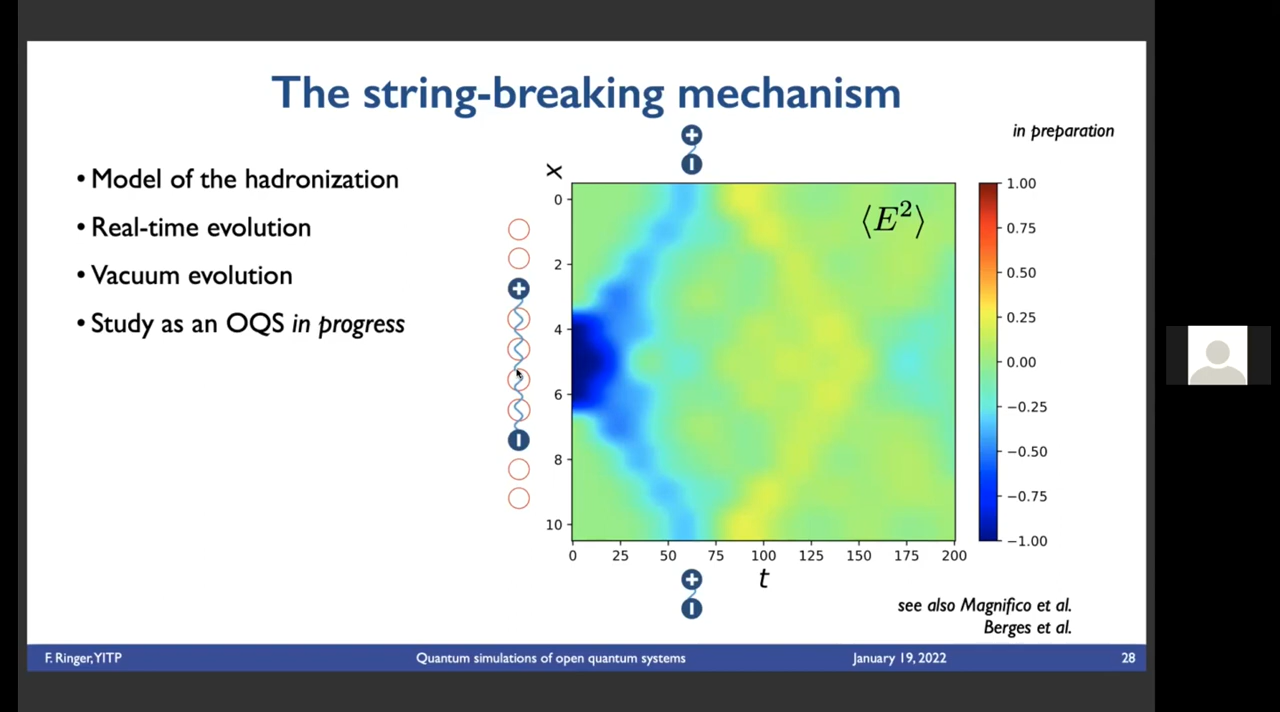 The string-breaking mechanism
in preparation
• Model of the hadronization
• Real-time evolution
• Vacuum evolution
• Study as an OQS in progress
x
0
2
4
6
8
10
⟨E²⟩
0 25 50 75 100 125 150 175 200
t
1.00
0.75
0.50
0.25
0.00
−0.25
−0.50
−0.75
−1.00
see also Magnifico et al.
Berges et al.
F. Ringer, YITP
Quantum simulations of open quantum systems
January 19, 2022
28